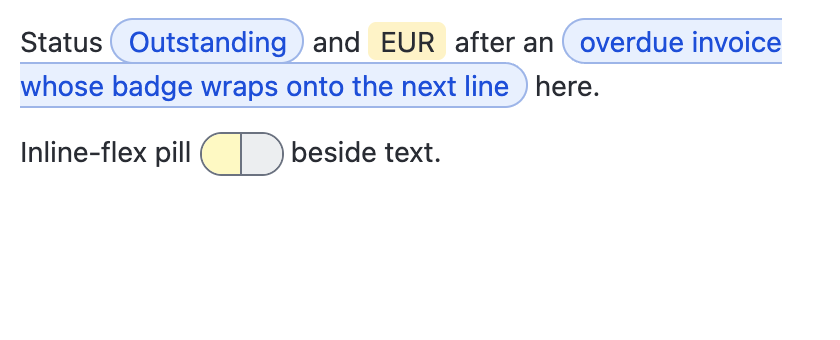 Status Outstanding and EUR after an overdue invoice
whose badge wraps onto the next line here.
Inline-flex pill beside text.